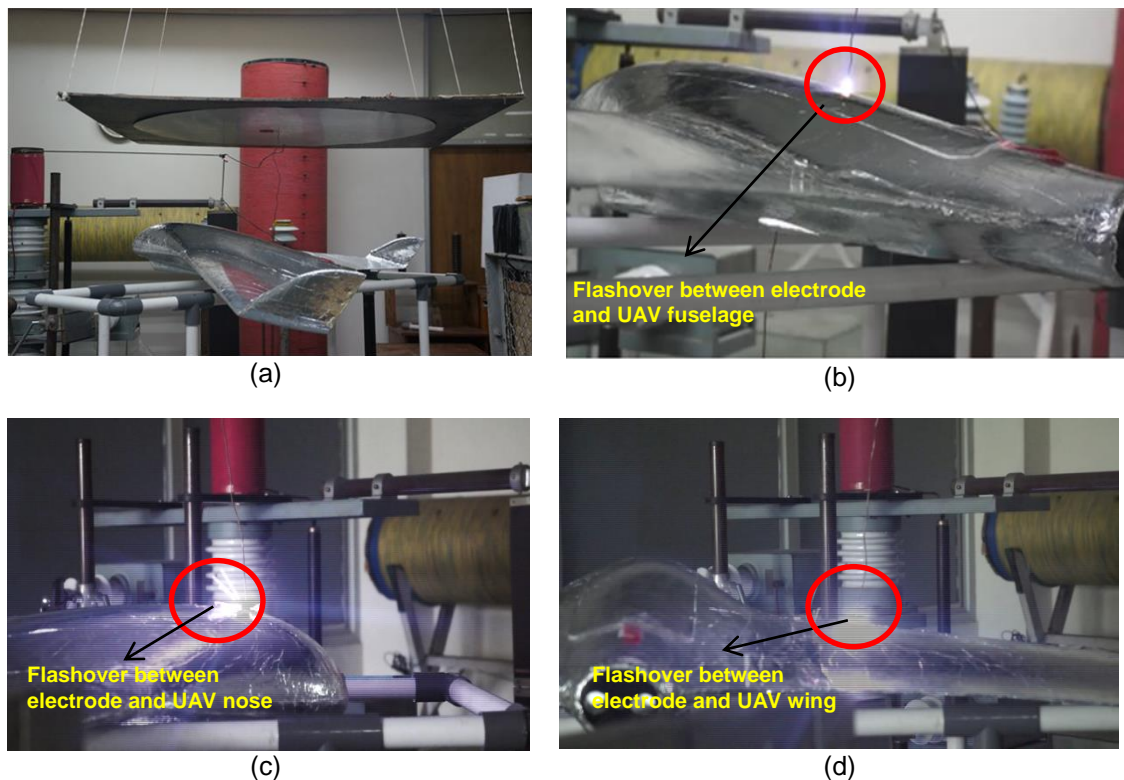 (a)
Flashover between electrode
and UAV fuselage
(b)
Flashover between
electrode and UAV nose
(c)
Flashover between
electrode and UAV wing
(d)